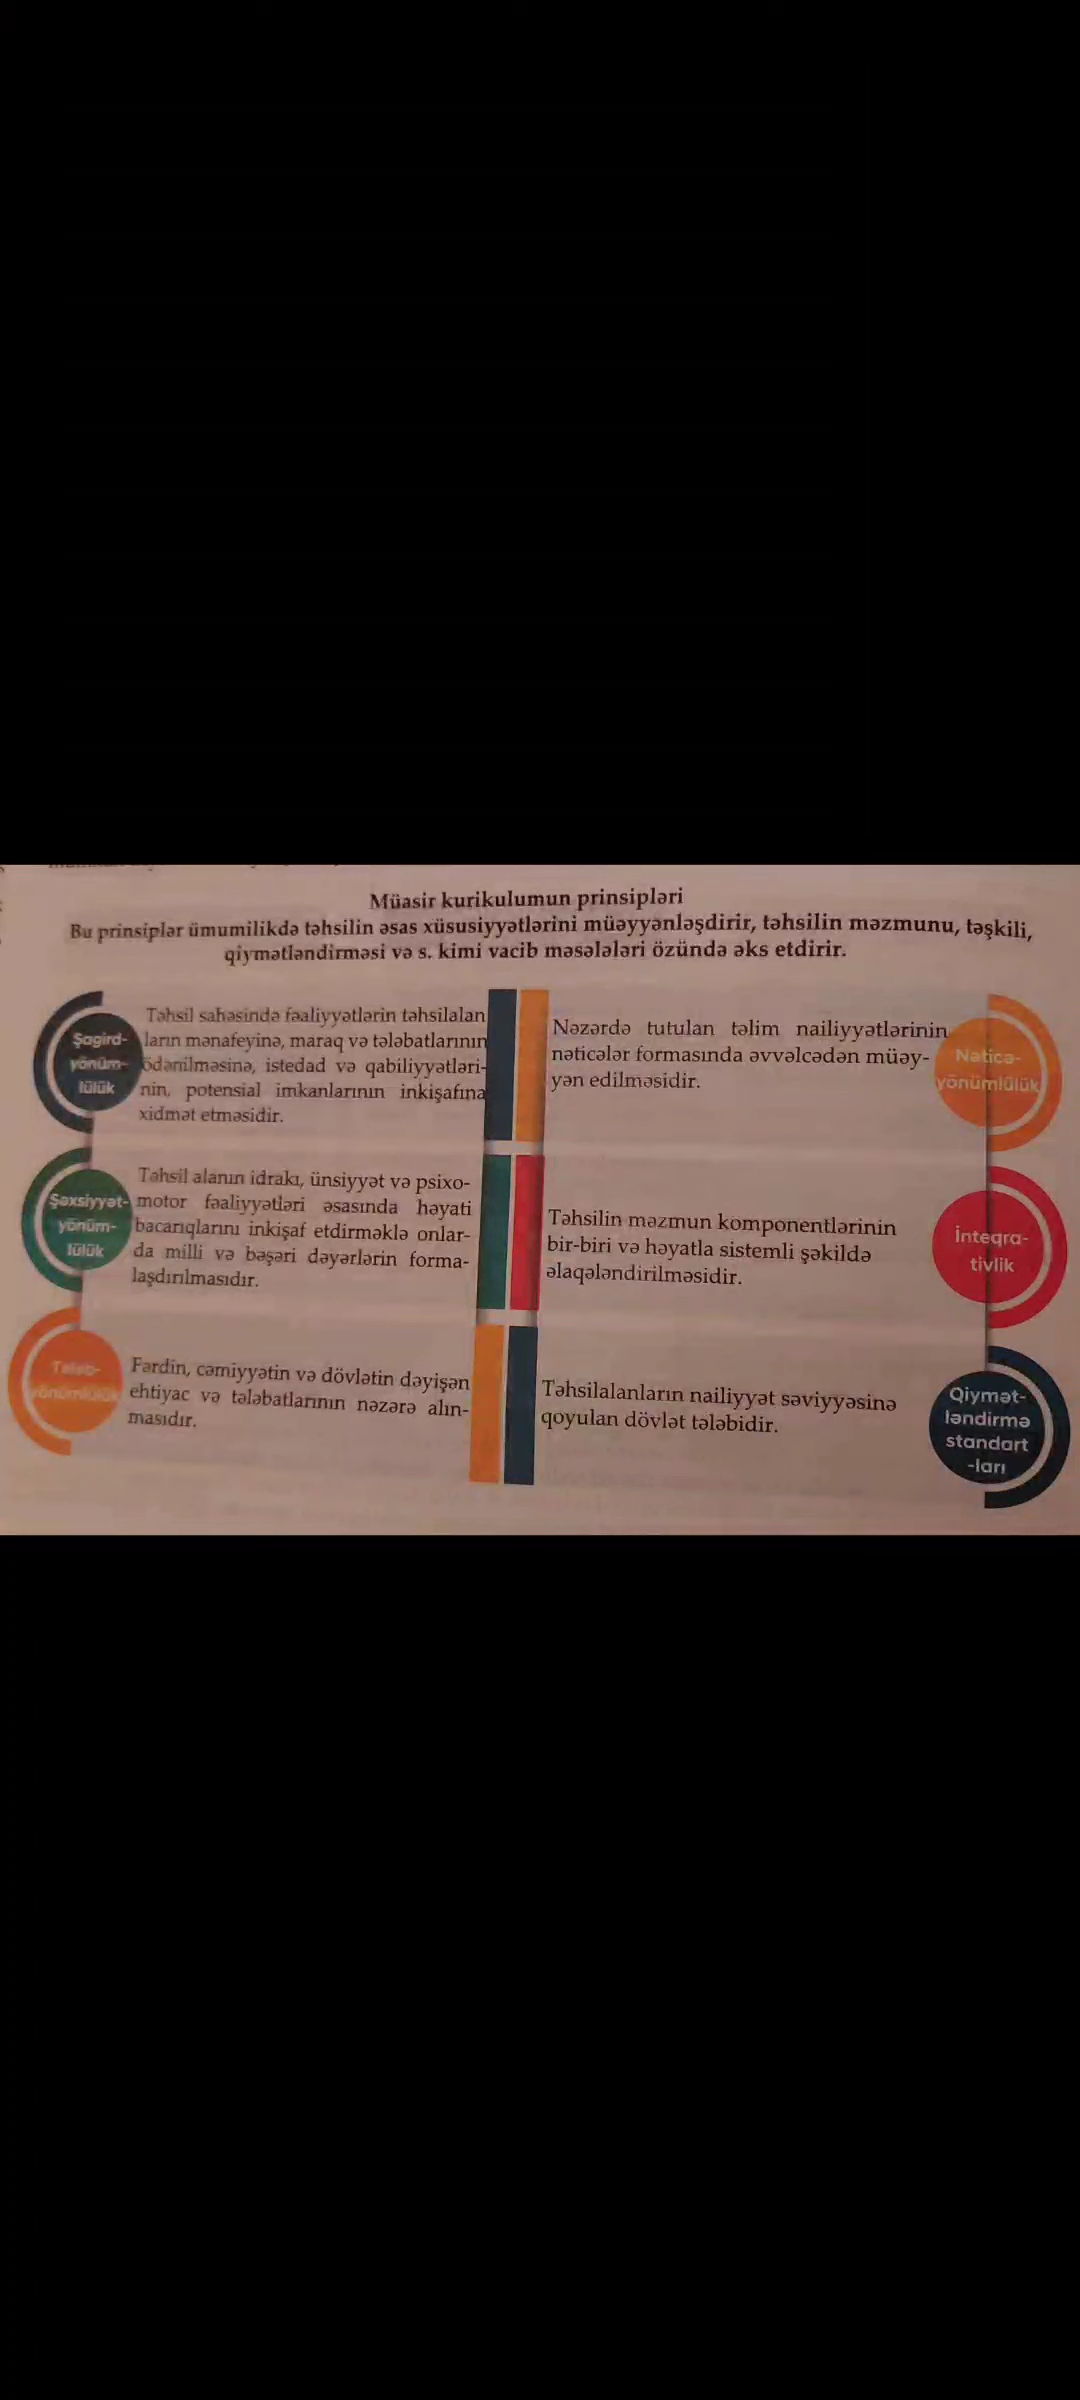 Müasir kurikulumun prinsipləri
Bu prinsiplər ümumilikdə təhsilin əsas xüsusiyyətlərini müəyyənləşdirir, təhsilin məzmunu, təşkili,
qiymətləndirməsi və s. kimi vacib məsələləri özündə əks etdirir.
Şagird-
yönüm-
lülük
Təhsil sahəsində fəaliyyətlərin təhsilalan
ların mənafeyinə, maraq və tələbatlarının
ödənilməsinə, istedad və qabiliyyətləri-
nin, potensial imkanlarının inkişafına
xidmət etməsidir.
Nəzərdə tutulan təlim nailiyyətlərinin
nəticələr formasında əvvəlcədən müəy-
yən edilməsidir.
Nəticə-
yönümlülük
Şəxsiyyət-
yönüm-
lülük
Təhsil alanın idrakı, ünsiyyət və psixo-
motor fəaliyyətləri əsasında həyati
bacarıqlarını inkişaf etdirməklə onlar-
da milli və bəşəri dəyərlərin forma-
laşdırılmasıdır.
Təhsilin məzmun komponentlərinin
bir-biri və həyatla sistemli şəkildə
əlaqələndirilməsidir.
İnteqra-
tivlik
Tələb-
yönümlülük
Fərdin, cəmiyyətin və dövlətin dəyişən
ehtiyac və tələbatlarının nəzərə alın-
masıdır.
Təhsilalanların nailiyyət səviyyəsinə
qoyulan dövlət tələbidir.
Qiymət-
ləndirmə
standart
-ları